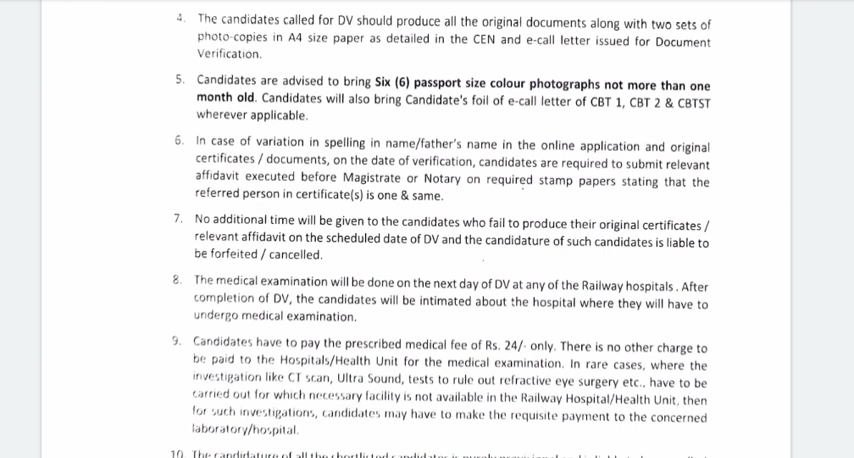 4. The candidates called for DV should produce all the original documents along with two sets of
photo-copies in A4 size paper as detailed in the CEN and e-call letter issued for Document
Verification.
5. Candidates are advised to bring Six (6) passport size colour photographs not more than one
month old. Candidates will also bring Candidate's foil of e-call letter of CBT 1, CBT 2 & CBTST
wherever applicable.
6. In case of variation in spelling in name/father's name in the online application and original
certificates / documents, on the date of verification, candidates are required to submit relevant
affidavit executed before Magistrate or Notary on required stamp papers stating that the
referred person in certificate(s) is one & same.
7. No additional time will be given to the candidates who fail to produce their original certificates /
relevant affidavit on the scheduled date of DV and the candidature of such candidates is liable to
be forfeited / cancelled.
8. The medical examination will be done on the next day of DV at any of the Railway hospitals . After
completion of DV, the candidates will be intimated about the hospital where they will have to
undergo medical examination.
9. Candidates have to pay the prescribed medical fee of Rs. 24/- only. There is no other charge to
be paid to the Hospitals/Health Unit for the medical examination. In rare cases, where the
investigation like CT scan, Ultra Sound, tests to rule out refractive eye surgery etc., have to be
carried out for which necessary facility is not available in the Railway Hospital/Health Unit, then
for such investigations, candidates may have to make the requisite payment to the concerned
laboratory/hospital.
10. The candidature of all the shortlisted